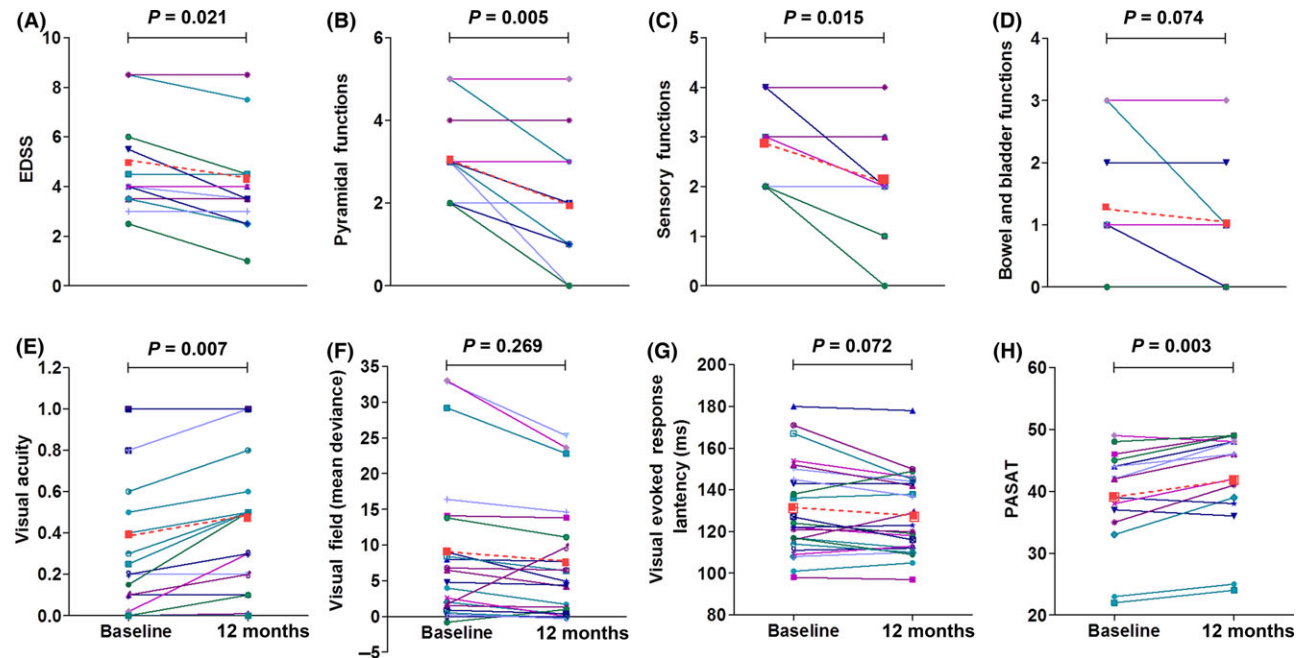 (A)
P = 0.021
EDSS
10
8
6
4
2
0
(B)
P = 0.005
Pyramidal functions
6
4
2
0
(C)
P = 0.015
Sensory functions
5
4
3
2
1
0
(D)
P = 0.074
Bowel and bladder functions
4
3
2
1
0
(E)
P = 0.007
Visual acuity
1.2
1.0
0.8
0.6
0.4
0.2
0.0
Baseline 12 months
(F)
P = 0.269
Visual field (mean deviance)
35
30
25
20
15
10
5
0
–5
Baseline 12 months
(G)
P = 0.072
Visual evoked response
lantency (ms)
200
180
160
140
120
100
80
Baseline 12 months
(H)
P = 0.003
PASAT
60
50
40
30
20
Baseline 12 months